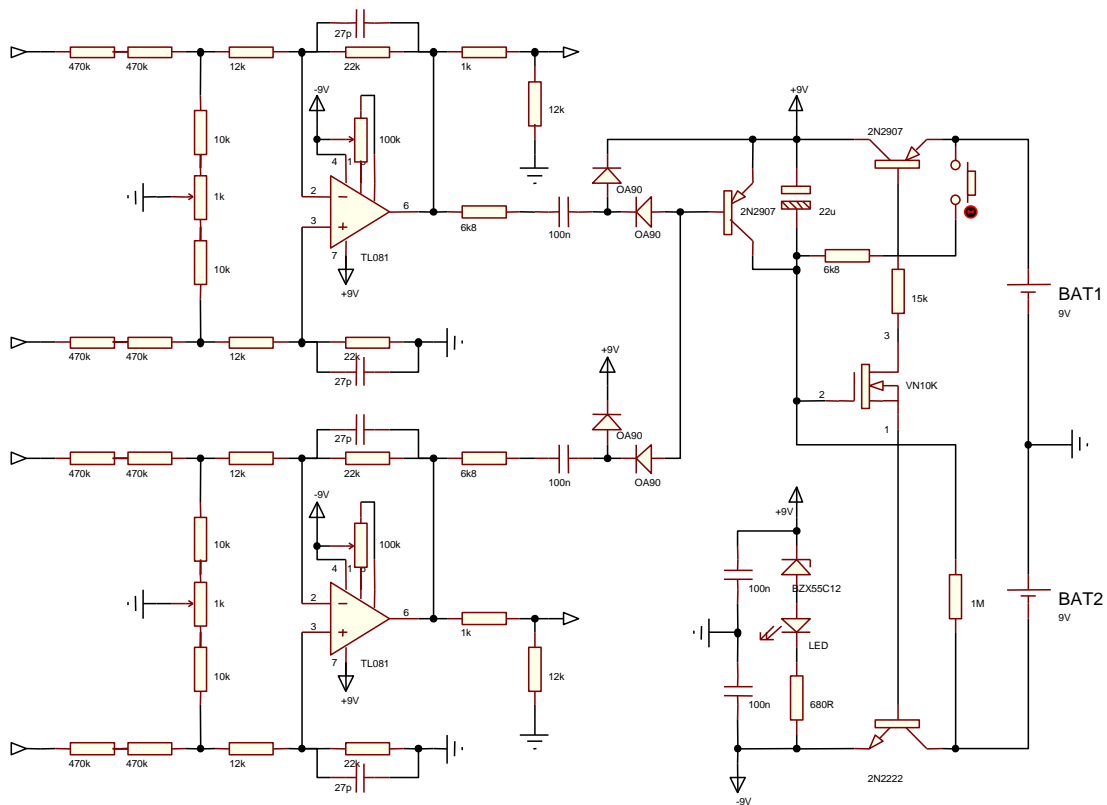 27p
470k 470k 12k 22k 1k
12k
-9V
10k
100k
4 1 5
2
3
6
7
TL081
+9V
1k
10k
6k8
100n
OA90
OA90
+9V
2N2907
2N2907
22u
6k8
15k
BAT1
9V
3
VN10K
2
1
470k 470k 12k 22k
27p
+9V
OA90
OA90
27p
470k 470k 12k 22k 6k8
100n
-9V
10k
100k
4 1 5
2
3
6
7
TL081
+9V
1k
10k
1k
12k
470k 470k 12k 22k
27p
+9V
100n
BZX55C12
LED
100n
680R
1M
BAT2
9V
2N2222
-9V